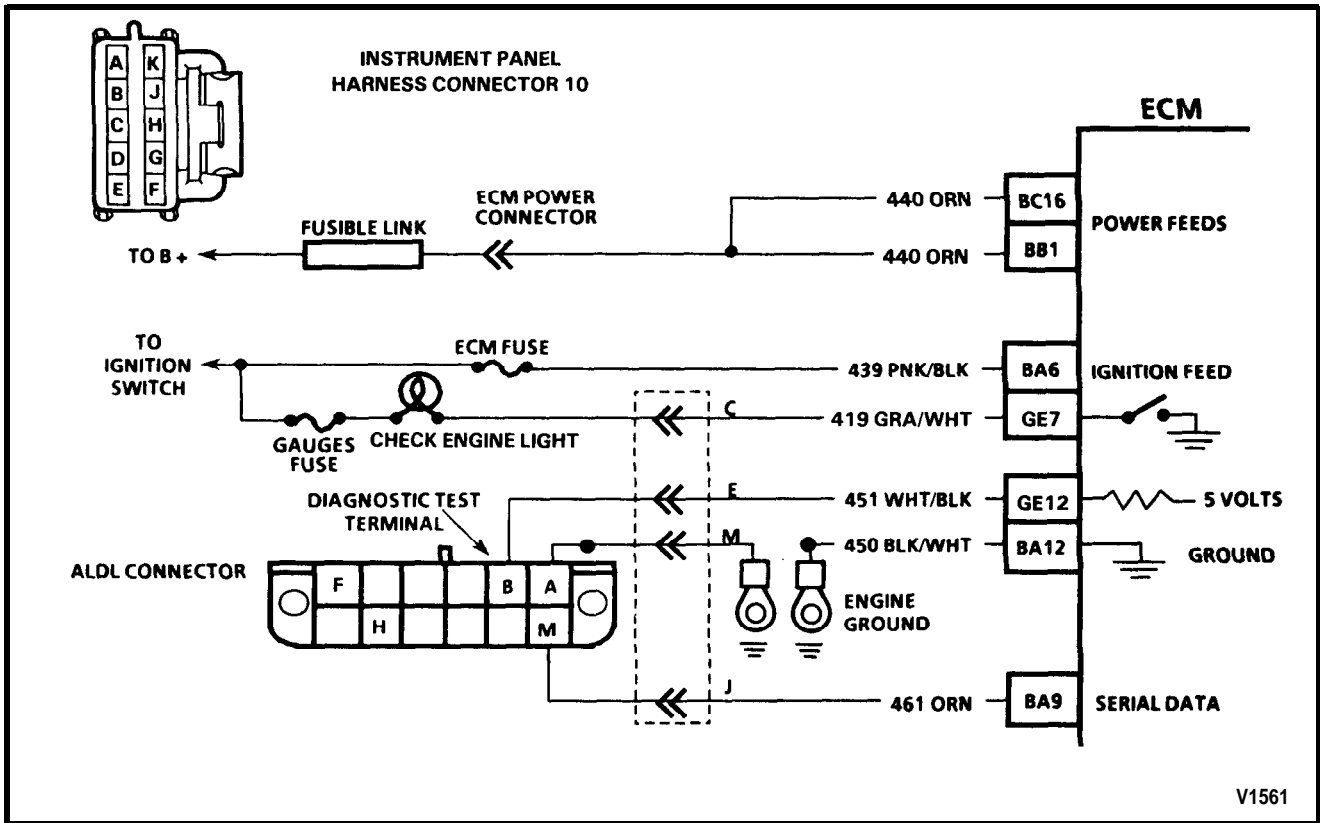 INSTRUMENT PANEL
HARNESS CONNECTOR 10
A K
B J
C H
D G
E F
ECM
440 ORN
BC16
POWER FEEDS
ECM POWER
CONNECTOR
FUSIBLE LINK
TO B +
440 ORN
BB1
TO
IGNITION
SWITCH
ECM FUSE
439 PNK/BLK
BA6
IGNITION FEED
C
419 GRA/WHT
GE7
GAUGES
FUSE
CHECK ENGINE LIGHT
DIAGNOSTIC TEST
TERMINAL
E
451 WHT/BLK
GE12
5 VOLTS
M
450 BLK/WHT
BA12
GROUND
ALDL CONNECTOR
F B A
H M
ENGINE
GROUND
J
461 ORN
BA9
SERIAL DATA
V1561